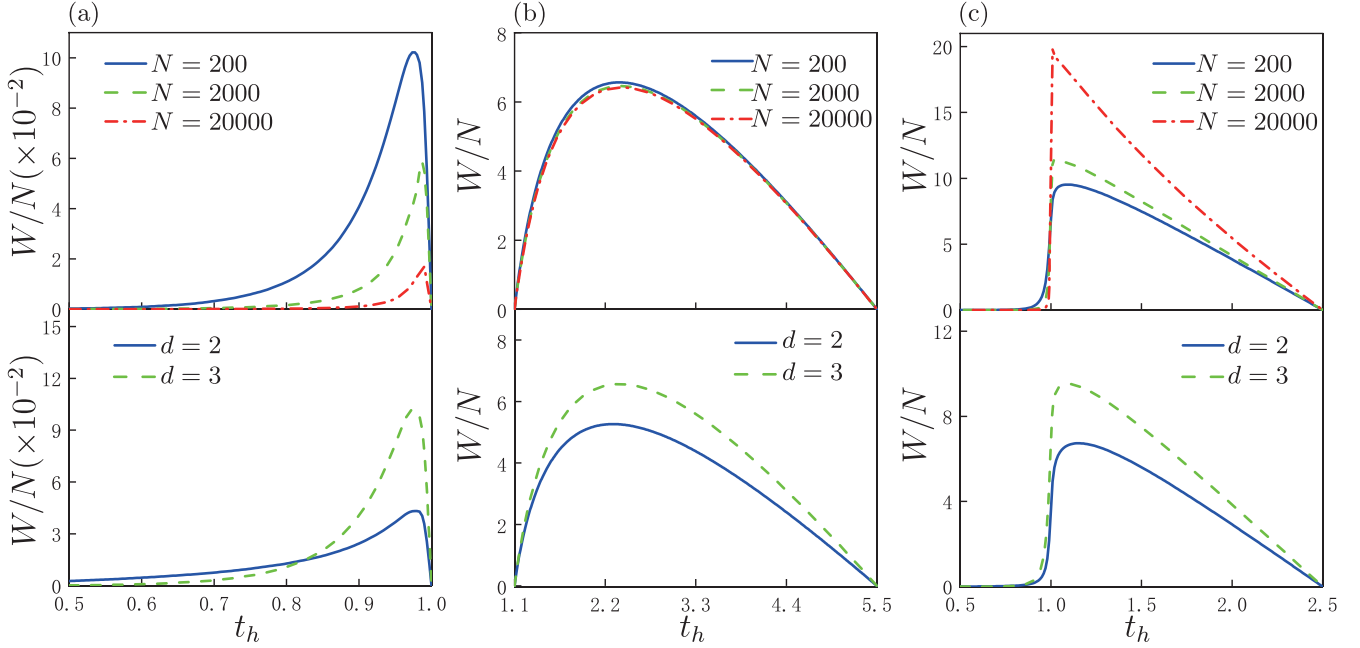 (a)
W/N(×10⁻²)
10
8
6
4
2
0
N = 200
N = 2000
N = 20000
(b)
W/N
8
6
4
2
0
N = 200
N = 2000
N = 20000
(c)
W/N
20
15
10
5
0
N = 200
N = 2000
N = 20000
W/N(×10⁻²)
15
12
9
6
3
0
d = 2
d = 3
0.5 0.6 0.7 0.8 0.9 1.0
t_h
W/N
8
6
4
2
0
d = 2
d = 3
1.1 2.2 3.3 4.4 5.5
t_h
W/N
12
8
4
0
d = 2
d = 3
0.5 1.0 1.5 2.0 2.5
t_h